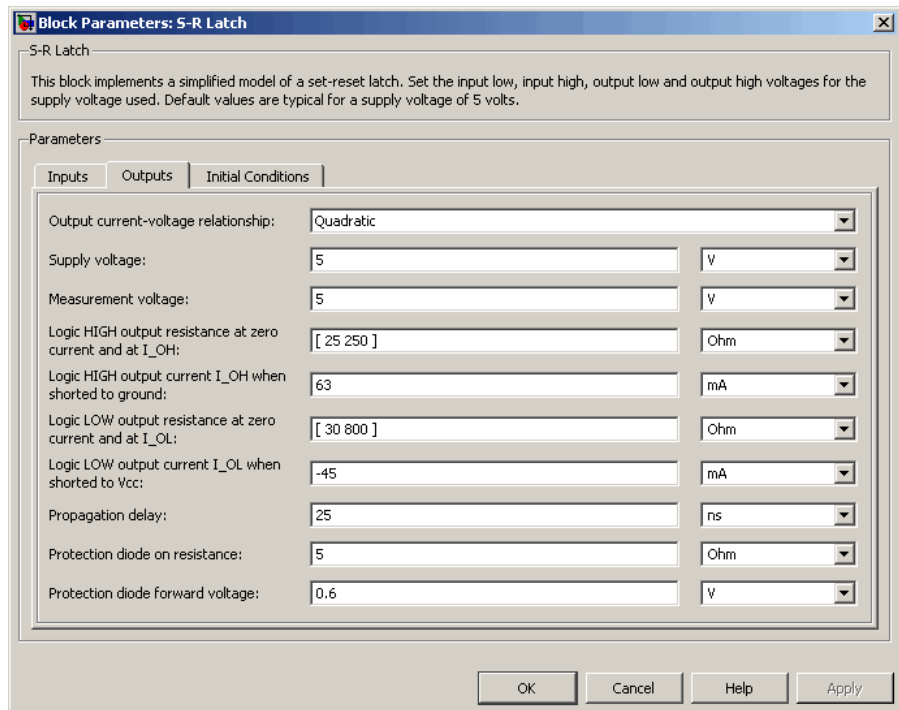 Block Parameters: S-R Latch
S-R Latch
This block implements a simplified model of a set-reset latch. Set the input low, input high, output low and output high voltages for the
supply voltage used. Default values are typical for a supply voltage of 5 volts.
Parameters
Inputs Outputs Initial Conditions
Output current-voltage relationship: Quadratic
Supply voltage: 5 V
Measurement voltage: 5 V
Logic HIGH output resistance at zero
current and at I_OH: [ 25 250 ] Ohm
Logic HIGH output current I_OH when
shorted to ground: 63 mA
Logic LOW output resistance at zero
current and at I_OL: [ 30 800 ] Ohm
Logic LOW output current I_OL when
shorted to Vcc: -45 mA
Propagation delay: 25 ns
Protection diode on resistance: 5 Ohm
Protection diode forward voltage: 0.6 V
OK Cancel Help Apply